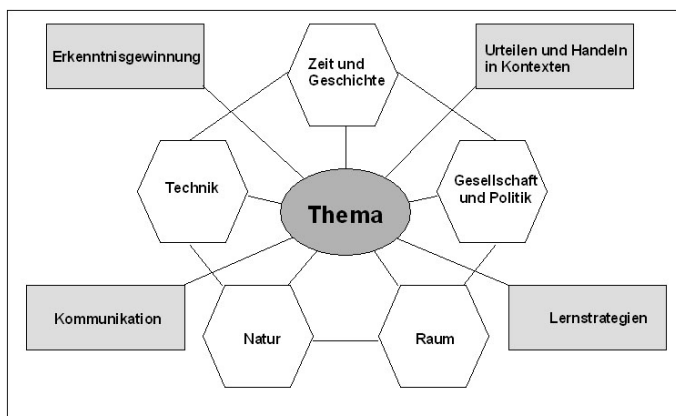 Erkenntnisgewinnung
Zeit und
Geschichte
Urteilen und Handeln
in Kontexten
Technik
Thema
Gesellschaft
und Politik
Kommunikation
Natur
Raum
Lernstrategien